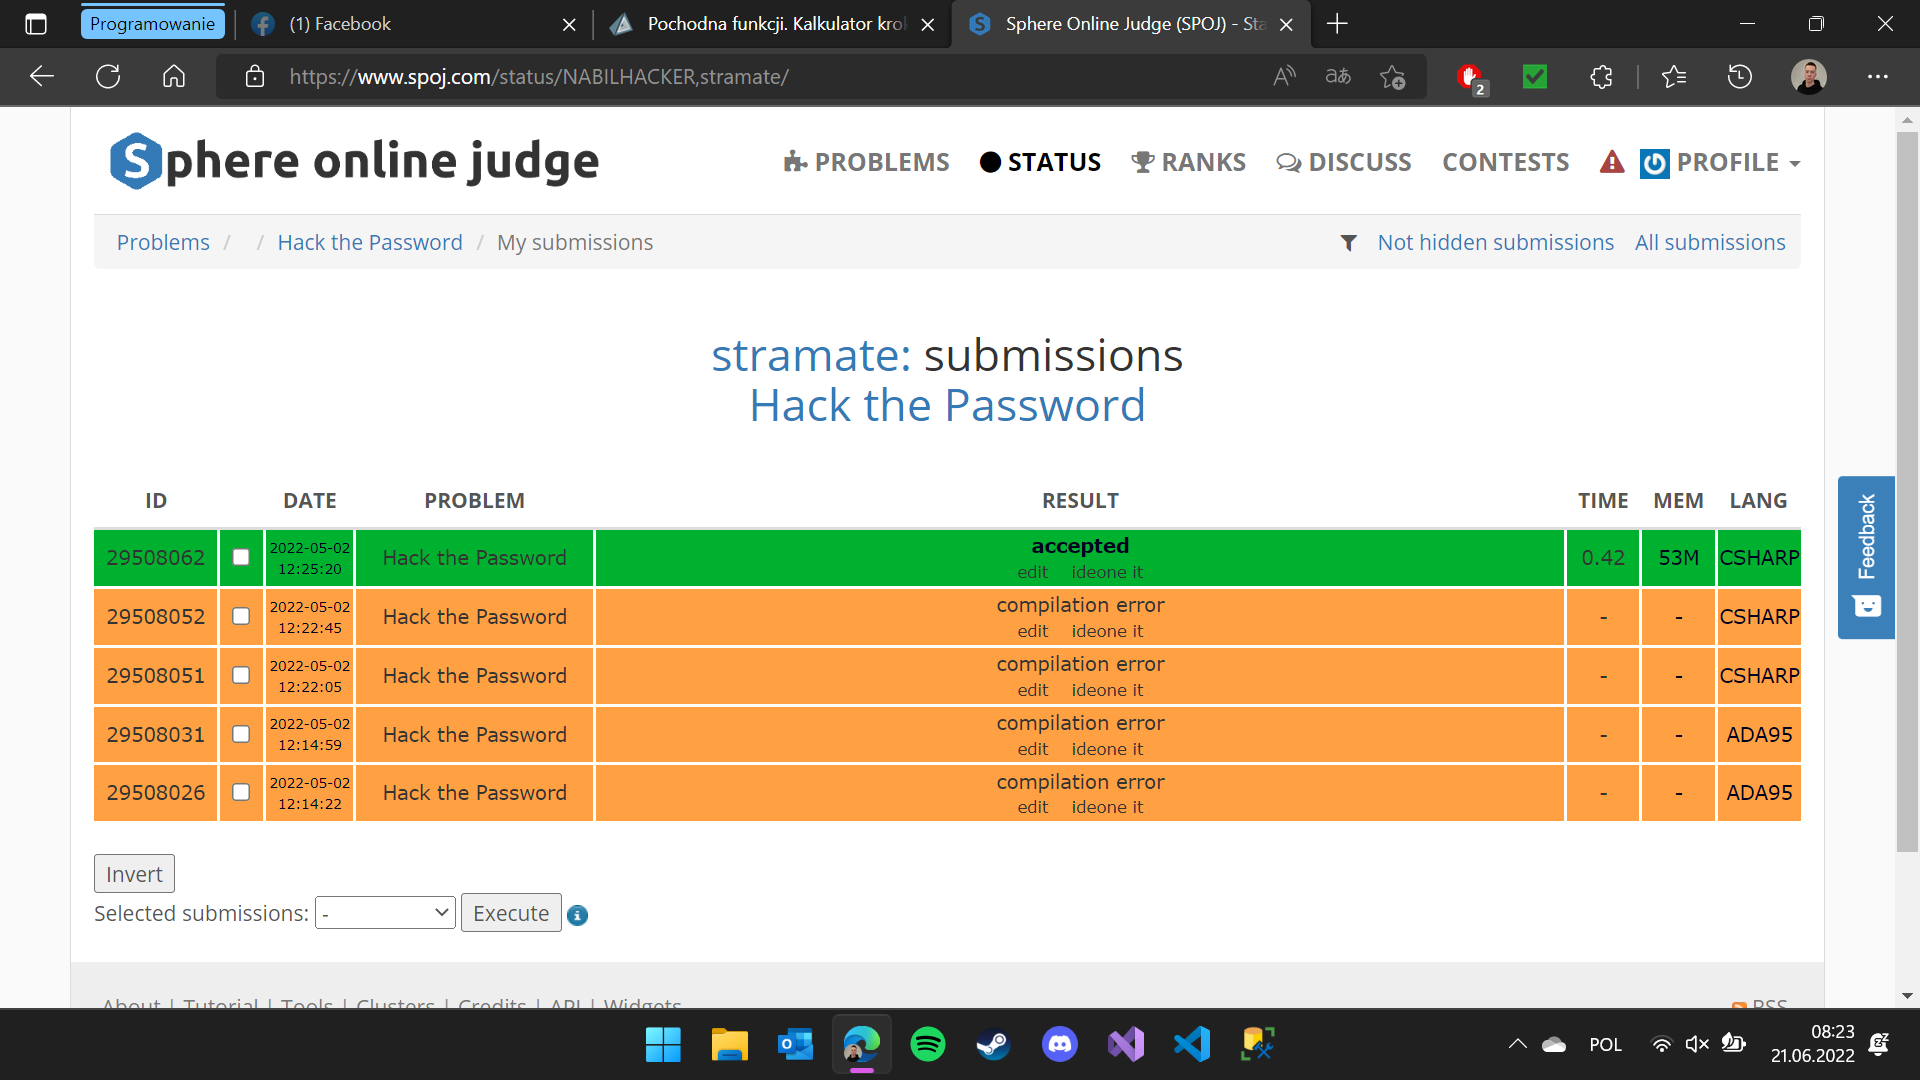 Programowanie
(1) Facebook
Pochodna funkcji. Kalkulator kro
Sphere Online Judge (SPOJ) - Sta
https://www.spoj.com/status/NABILHACKER,stramate/
2
Sphere online judge
PROBLEMS
STATUS
RANKS
DISCUSS
CONTESTS
PROFILE
Problems / / Hack the Password / My submissions
Not hidden submissions
All submissions
stramate: submissions
Hack the Password
ID DATE PROBLEM RESULT TIME MEM LANG
29508062 2022-05-02 12:25:20 Hack the Password accepted edit ideone it 0.42 53M CSHARP
29508052 2022-05-02 12:22:45 Hack the Password compilation error edit ideone it - - CSHARP
29508051 2022-05-02 12:22:05 Hack the Password compilation error edit ideone it - - CSHARP
29508031 2022-05-02 12:14:59 Hack the Password compilation error edit ideone it - - ADA95
29508026 2022-05-02 12:14:22 Hack the Password compilation error edit ideone it - - ADA95
Feedback
Invert
Selected submissions: - Execute
About | Tutorial | Tools | Clusters | Credits | API | Widgets
RSS
POL
08:23
21.06.2022